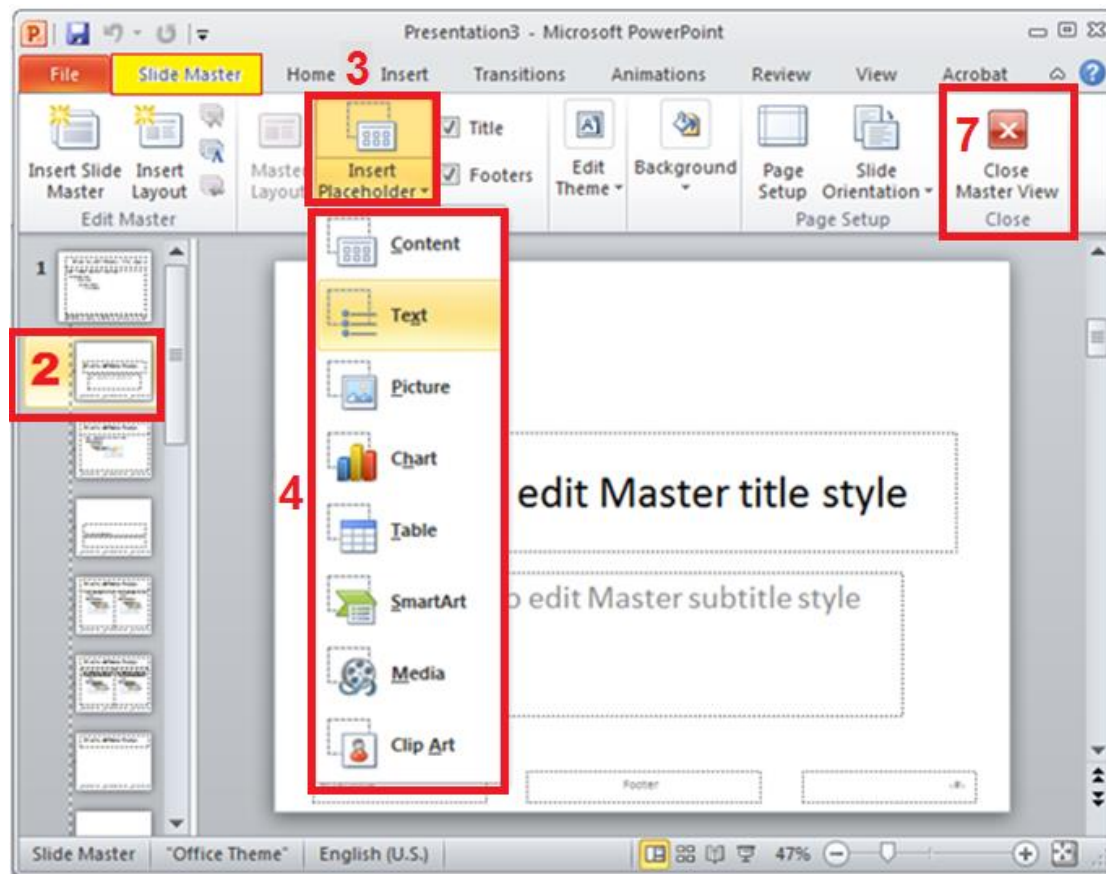 Presentation3 - Microsoft PowerPoint
File Slide Master Home 3 Insert Transitions Animations Review View Acrobat
Insert Slide Master
Insert Layout
Master Layout
Insert Placeholder
Title
Footers
Edit Theme
Background
Page Setup
Slide Orientation
7
Close Master View
Edit Master
Page Setup
Close
1
2
4
Content
Text
Picture
Chart
Table
SmartArt
Media
Clip Art
edit Master title style
edit Master subtitle style
Footer
Slide Master "Office Theme" English (U.S.) 47%